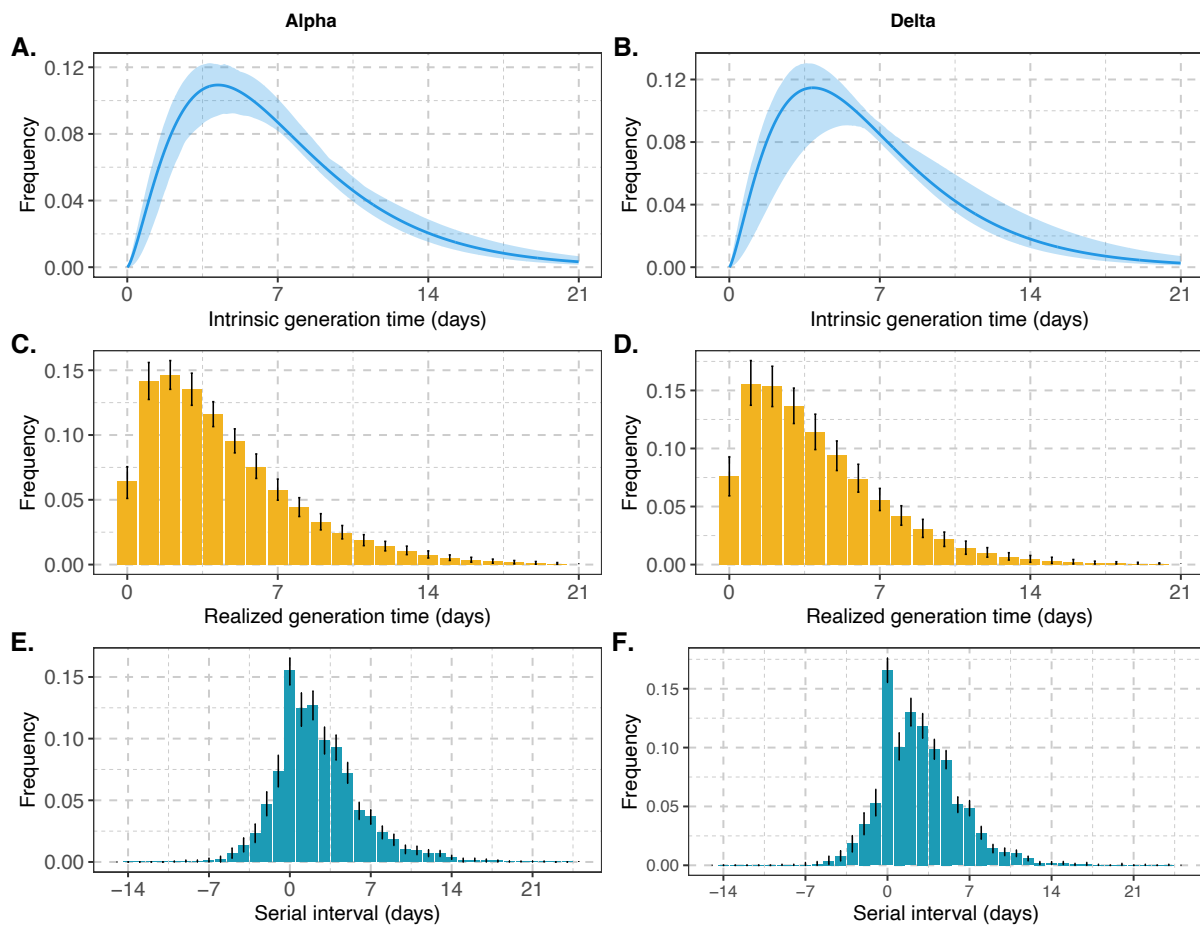 Alpha
Delta
A.
B.
Frequency
0.12
0.08
0.04
0.00
0 7 14 21
Intrinsic generation time (days)
Frequency
0.12
0.08
0.04
0.00
0 7 14 21
Intrinsic generation time (days)
C.
D.
Frequency
0.15
0.10
0.05
0.00
0 7 14 21
Realized generation time (days)
Frequency
0.15
0.10
0.05
0.00
0 7 14 21
Realized generation time (days)
E.
F.
Frequency
0.15
0.10
0.05
0.00
−14 −7 0 7 14 21
Serial interval (days)
Frequency
0.15
0.10
0.05
0.00
−14 −7 0 7 14 21
Serial interval (days)